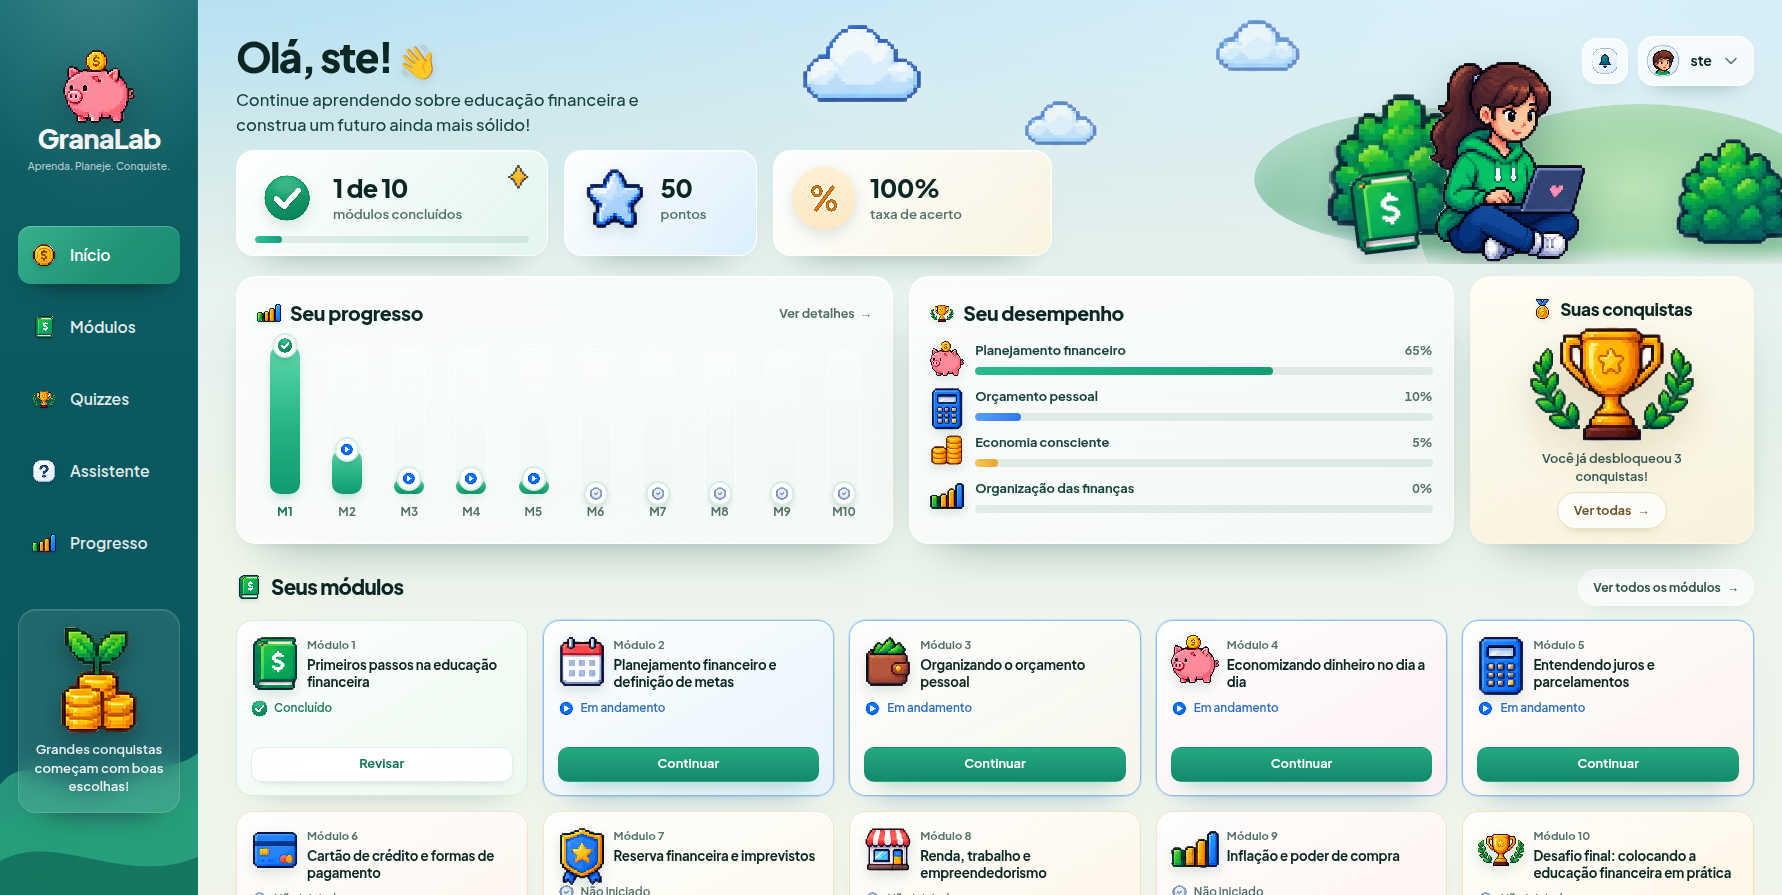 GranaLab
Aprenda. Planeje. Conquiste.
Início
Módulos
Quizzes
Assistente
Progresso
Grandes conquistas
começam com boas
escolhas!
Olá, ste! 👋
Continue aprendendo sobre educação financeira e
construa um futuro ainda mais sólido!
ste
1 de 10
módulos concluídos
50
pontos
%
100%
taxa de acerto
Seu progresso
Ver detalhes →
M1 M2 M3 M4 M5 M6 M7 M8 M9 M10
Seu desempenho
Planejamento financeiro 65%
Orçamento pessoal 10%
Economia consciente 5%
Organização das finanças 0%
Suas conquistas
Você já desbloqueou 3
conquistas!
Ver todas →
Seus módulos
Ver todos os módulos →
Módulo 1
Primeiros passos na educação
financeira
Concluído
Revisar
Módulo 2
Planejamento financeiro e
definição de metas
Em andamento
Continuar
Módulo 3
Organizando o orçamento
pessoal
Em andamento
Continuar
Módulo 4
Economizando dinheiro no dia a
dia
Em andamento
Continuar
Módulo 5
Entendendo juros e
parcelamentos
Em andamento
Continuar
Módulo 6
Cartão de crédito e formas de
pagamento
Módulo 7
Reserva financeira e imprevistos
Não iniciado
Módulo 8
Renda, trabalho e
empreendedorismo
Módulo 9
Inflação e poder de compra
Não iniciado
Módulo 10
Desafio final: colocando a
educação financeira em prática